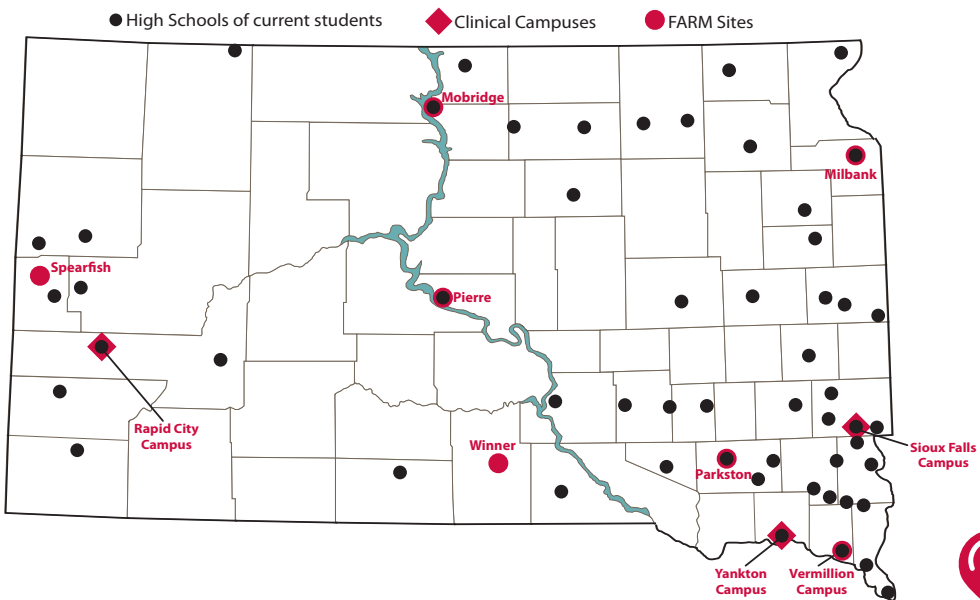 High Schools of current students
Clinical Campuses
FARM Sites
Mobridge
Milbank
Spearfish
Pierre
Rapid City
Campus
Winner
Parkston
Sioux Falls
Campus
Yankton
Campus
Vermillion
Campus